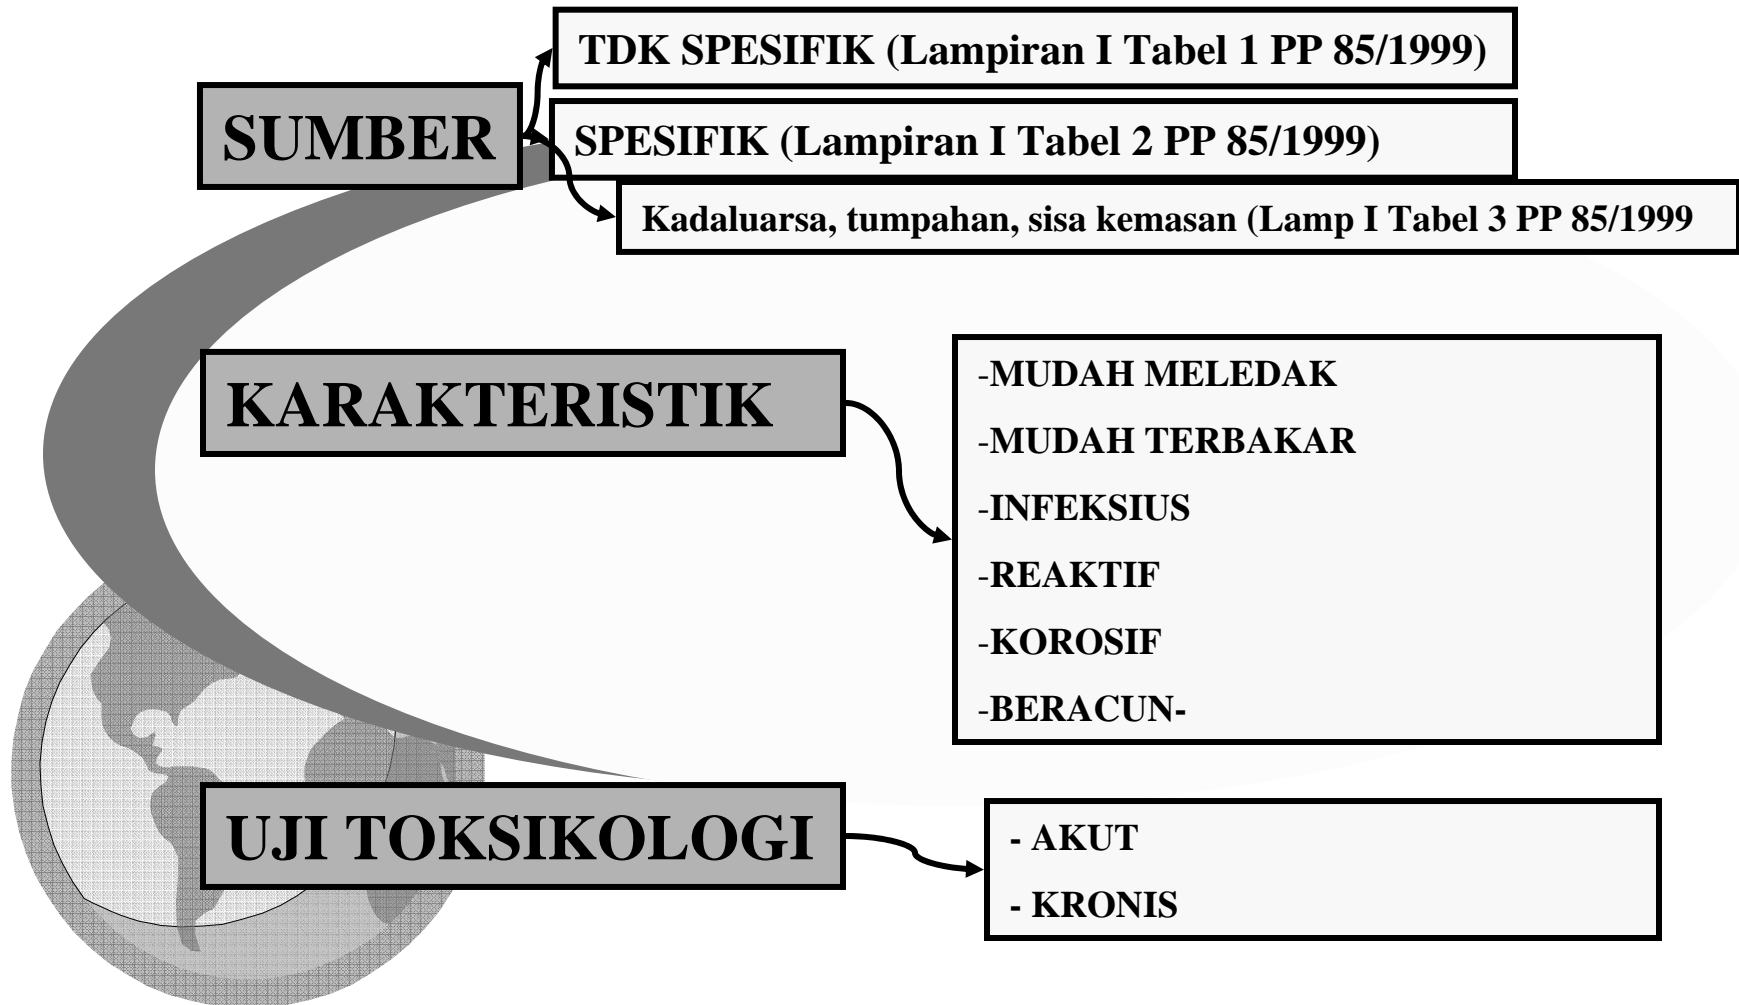 TDK SPESIFIK (Lampiran I Tabel 1 PP 85/1999)
SUMBER
SPESIFIK (Lampiran I Tabel 2 PP 85/1999)
Kadaluarsa, tumpahan, sisa kemasan (Lamp I Tabel 3 PP 85/1999
KARAKTERISTIK
-MUDAH MELEDAK
-MUDAH TERBAKAR
-INFEKSIUS
-REAKTIF
-KOROSIF
-BERACUN-
UJI TOKSIKOLOGI
- AKUT
- KRONIS